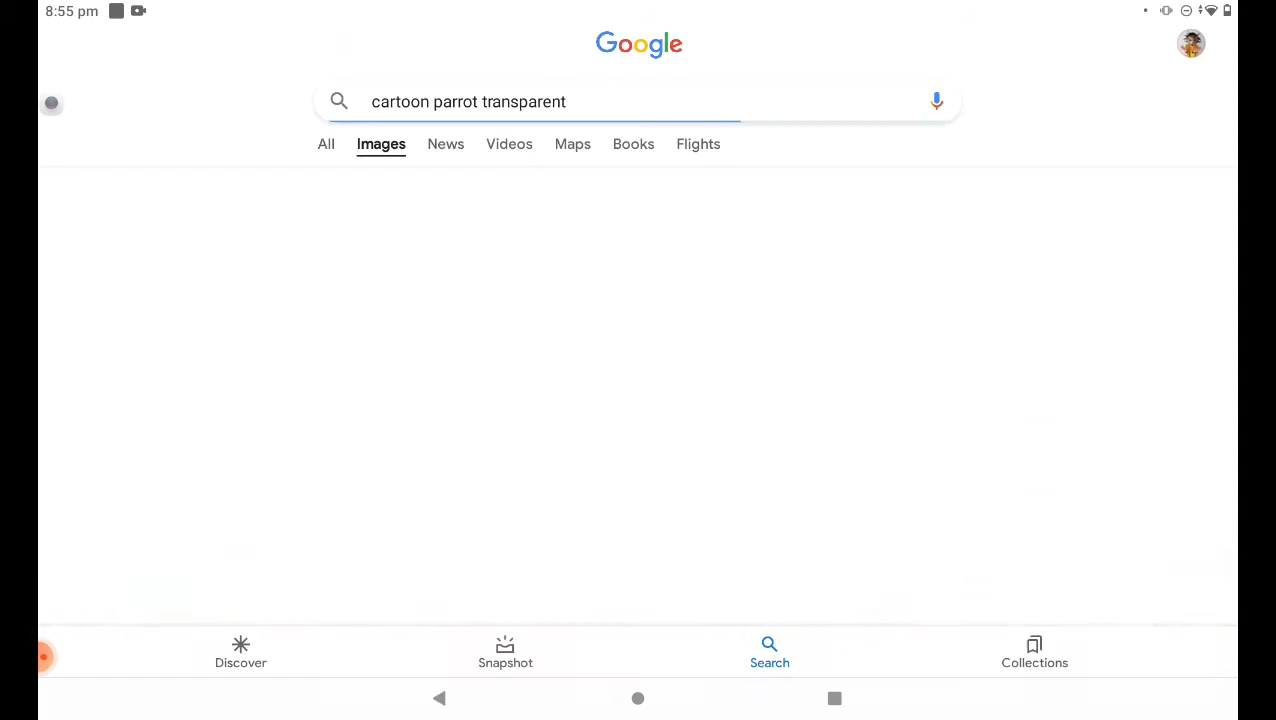 8:55 pm
Google
cartoon parrot transparent
All Images News Videos Maps Books Flights
Discover Snapshot Search Collections